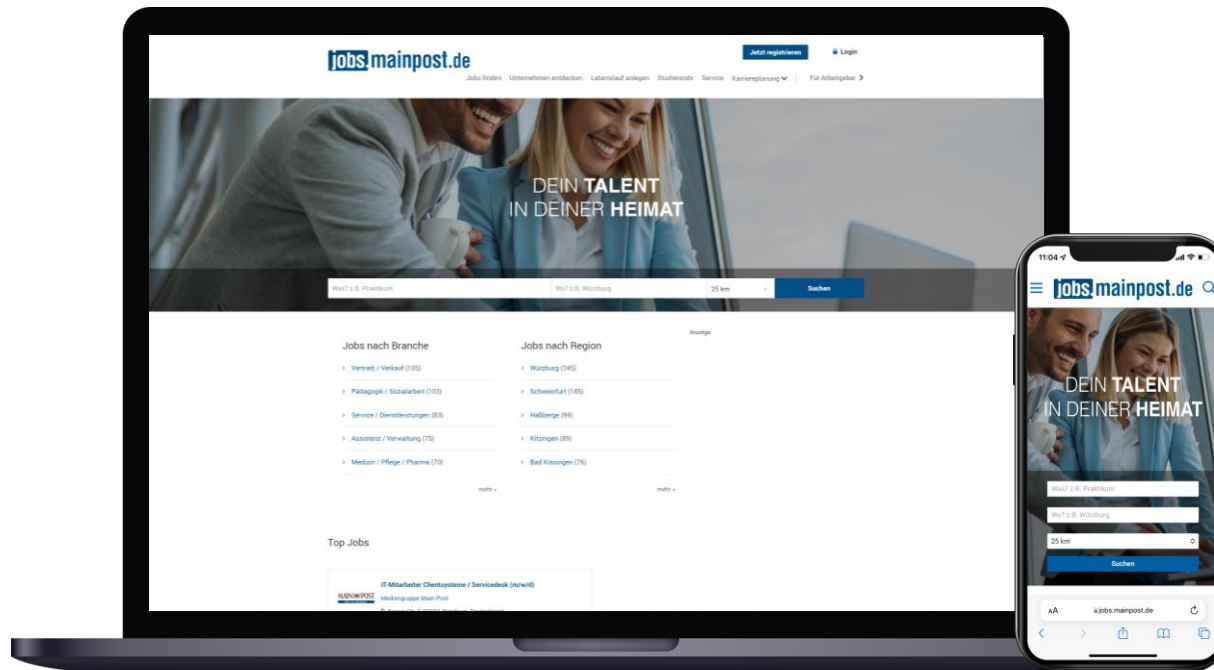 jobs.mainpost.de
Jetzt registrieren
Login
Jobs finden Unternehmen entdecken Lebenslauf anlegen Studierende Service Karriereplanung Für Arbeitgeber
DEIN TALENT
IN DEINER HEIMAT
Was? z.B. Praktikum Wo? z.B. Würzburg 25 km Suchen
Anzeige
Jobs nach Branche
Vertrieb / Verkauf (105)
Pädagogik / Sozialarbeit (103)
Service / Dienstleistungen (83)
Assistenz / Verwaltung (75)
Medizin / Pflege / Pharma (70)
mehr »
Jobs nach Region
Würzburg (345)
Schweinfurt (185)
Haßberge (99)
Kitzingen (89)
Bad Kissingen (76)
mehr »
Top Jobs
MAIN POST
IT-Mitarbeiter Clientsysteme / Servicedesk (m/w/d)
Mediengruppe Main Post
11:04
jobs.mainpost.de
DEIN TALENT
IN DEINER HEIMAT
Was? z.B. Praktikum
Wo? z.B. Würzburg
25 km
Suchen
AA jobs.mainpost.de